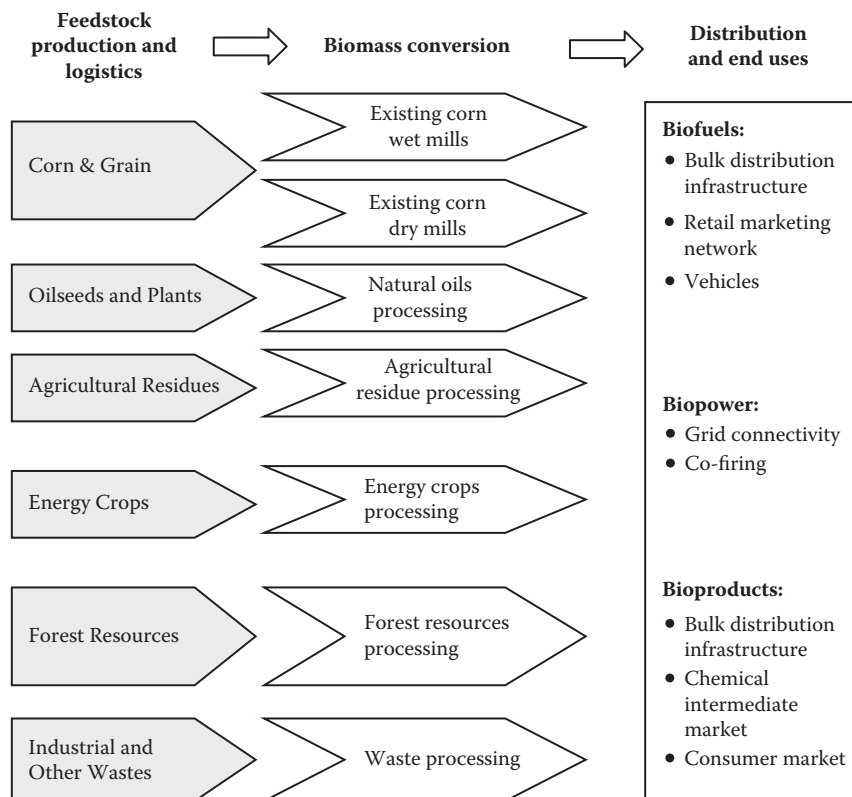 Feedstock
production and
logistics
Biomass conversion
Distribution
and end uses
Corn & Grain
Existing corn
wet mills
Existing corn
dry mills
Oilseeds and Plants
Natural oils
processing
Agricultural Residues
Agricultural
residue processing
Energy Crops
Energy crops
processing
Forest Resources
Forest resources
processing
Industrial and
Other Wastes
Waste processing
Biofuels:
• Bulk distribution
infrastructure
• Retail marketing
network
• Vehicles
Biopower:
• Grid connectivity
• Co-firing
Bioproducts:
• Bulk distribution
infrastructure
• Chemical
intermediate
market
• Consumer market